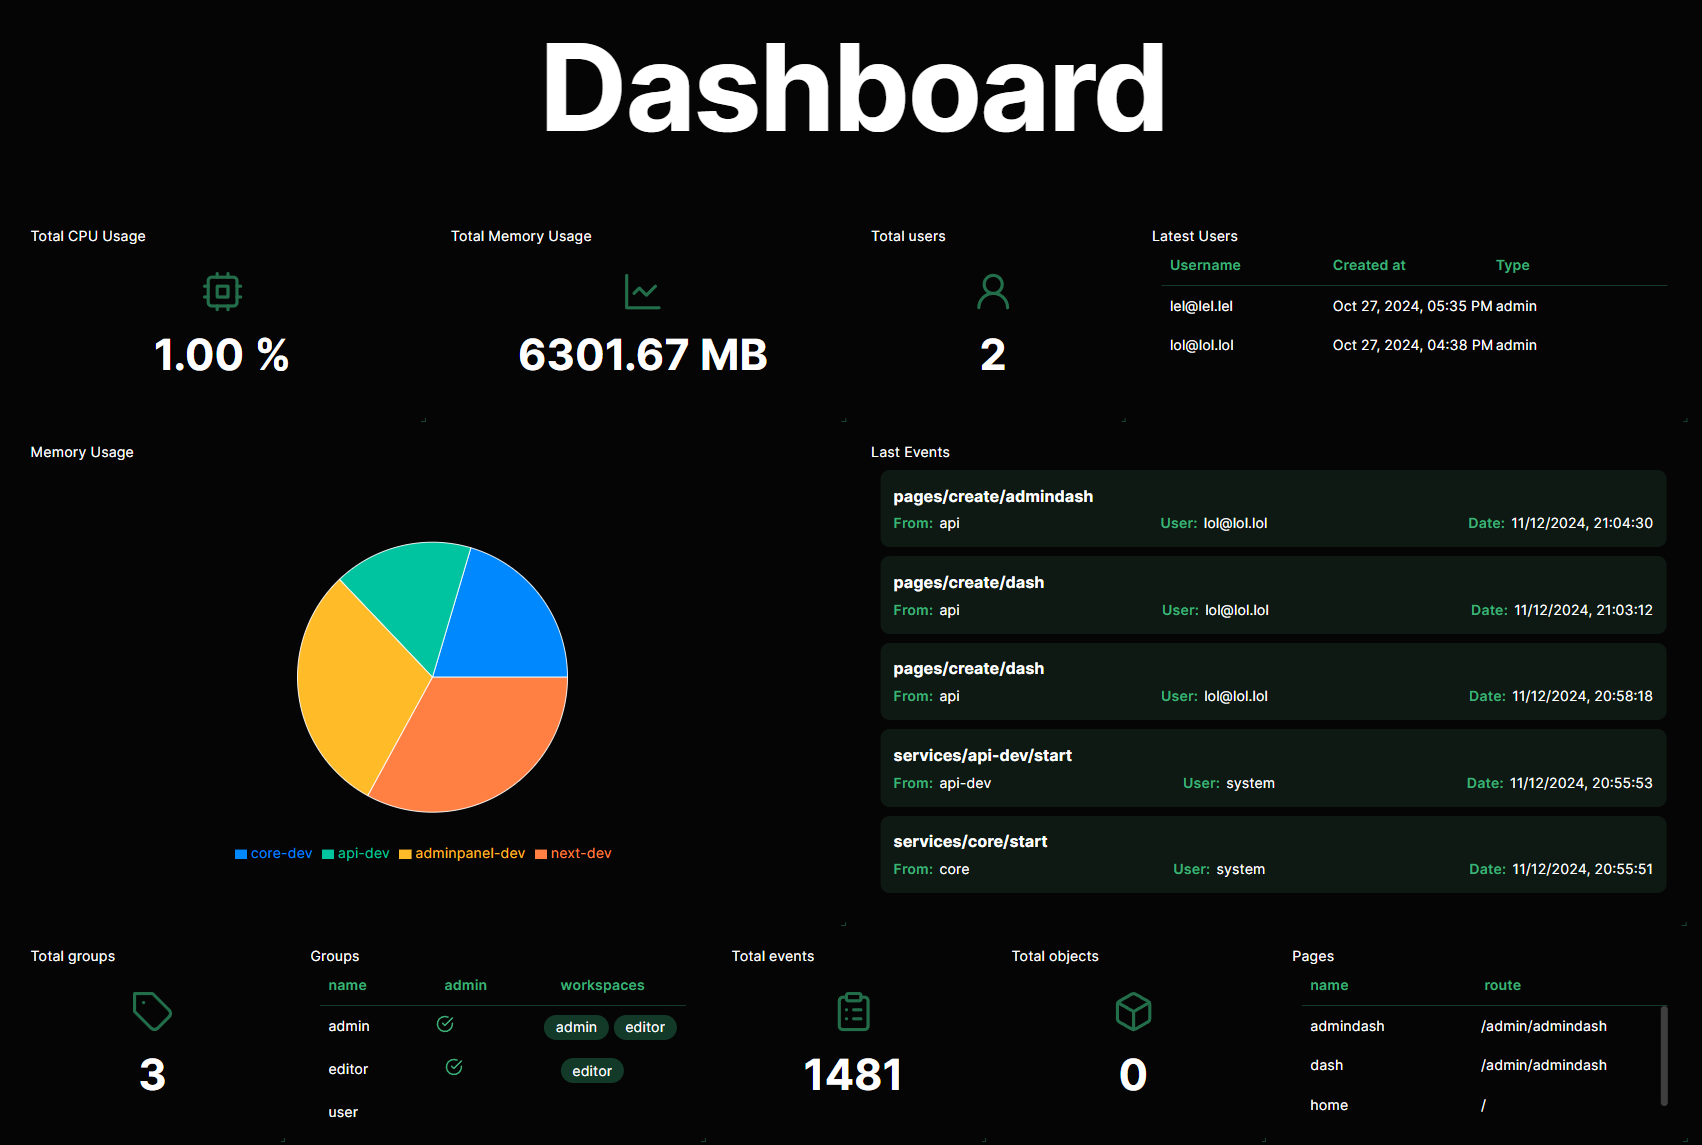 Dashboard
Total CPU Usage
1.00 %
Total Memory Usage
6301.67 MB
Total users
2
Latest Users
Username Created at Type
lel@lel.lel Oct 27, 2024, 05:35 PM admin
lol@lol.lol Oct 27, 2024, 04:38 PM admin
Memory Usage
core-dev api-dev adminpanel-dev next-dev
Last Events
pages/create/admindash
From: api User: lol@lol.lol Date: 11/12/2024, 21:04:30
pages/create/dash
From: api User: lol@lol.lol Date: 11/12/2024, 21:03:12
pages/create/dash
From: api User: lol@lol.lol Date: 11/12/2024, 20:58:18
services/api-dev/start
From: api-dev User: system Date: 11/12/2024, 20:55:53
services/core/start
From: core User: system Date: 11/12/2024, 20:55:51
Total groups
3
Groups
name admin workspaces
admin admin editor
editor editor
user
Total events
1481
Total objects
0
Pages
name route
admindash /admin/admindash
dash /admin/admindash
home /